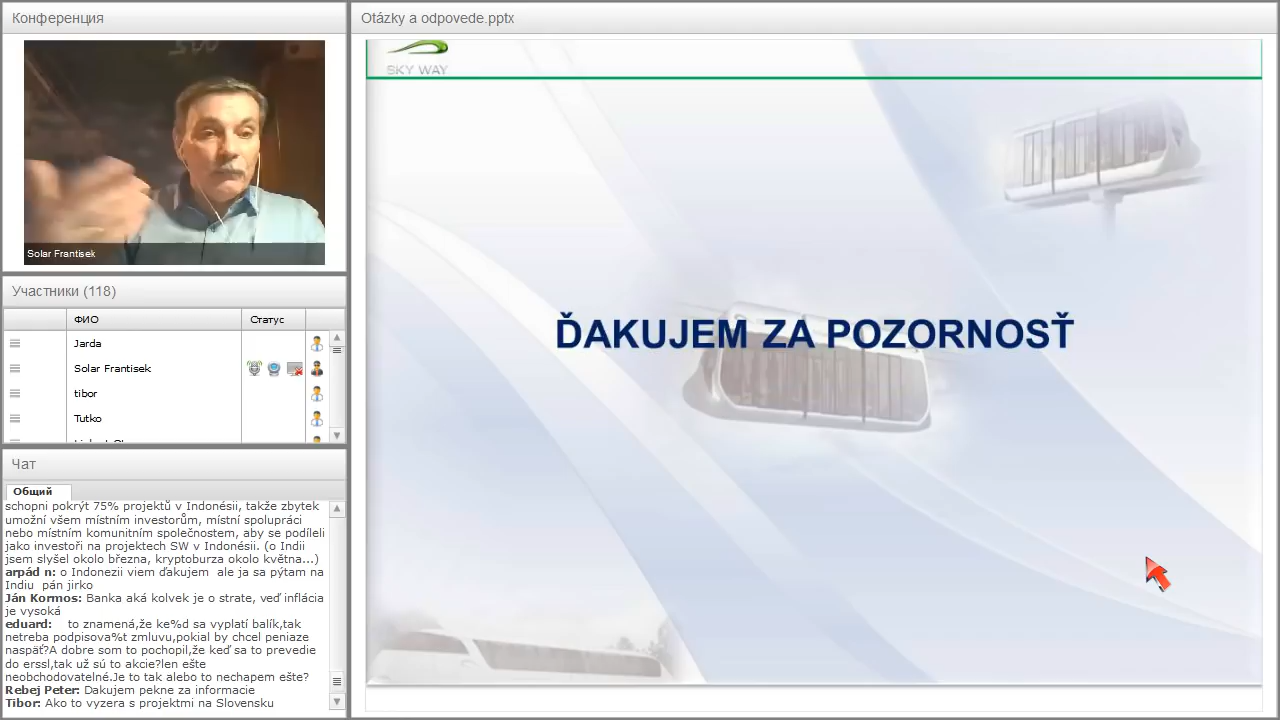 Конференция
Solar Frantisek
Участники (118)
ФИО Статус
Jarda
Solar Frantisek
tibor
Tutko
Чат
Общий
schopni pokrýt 75% projektů v Indonésii, takže zbytek
umožní všem místním investorům, místní spolupráci
nebo místním komunitním společnostem, aby se podíleli
jako investoři na projektech SW v Indonésii. (o Indii
jsem slyšel okolo března, kryptoburza okolo května...)
arpád n: o Indonezii viem ďakujem ale ja sa pýtam na
Indiu pán jirko
Ján Kormos: Banka aká kolvek je o strate, veď inflácia
je vysoká
eduard: to znamená,že ke%d sa vyplatí balík,tak
netreba podpisova%t zmluvu,pokial by chcel peniaze
naspäť?A dobre som to pochopil,že keď sa to prevedie
do erssl,tak už sú to akcie?len ešte
neobchodovatelné.Je to tak alebo to nechapem ešte?
Rebej Peter: Dakujem pekne za informacie
Tibor: Ako to vyzera s projektmi na Slovensku
Otázky a odpovede.pptx
SKY WAY
ĎAKUJEM ZA POZORNOSŤ